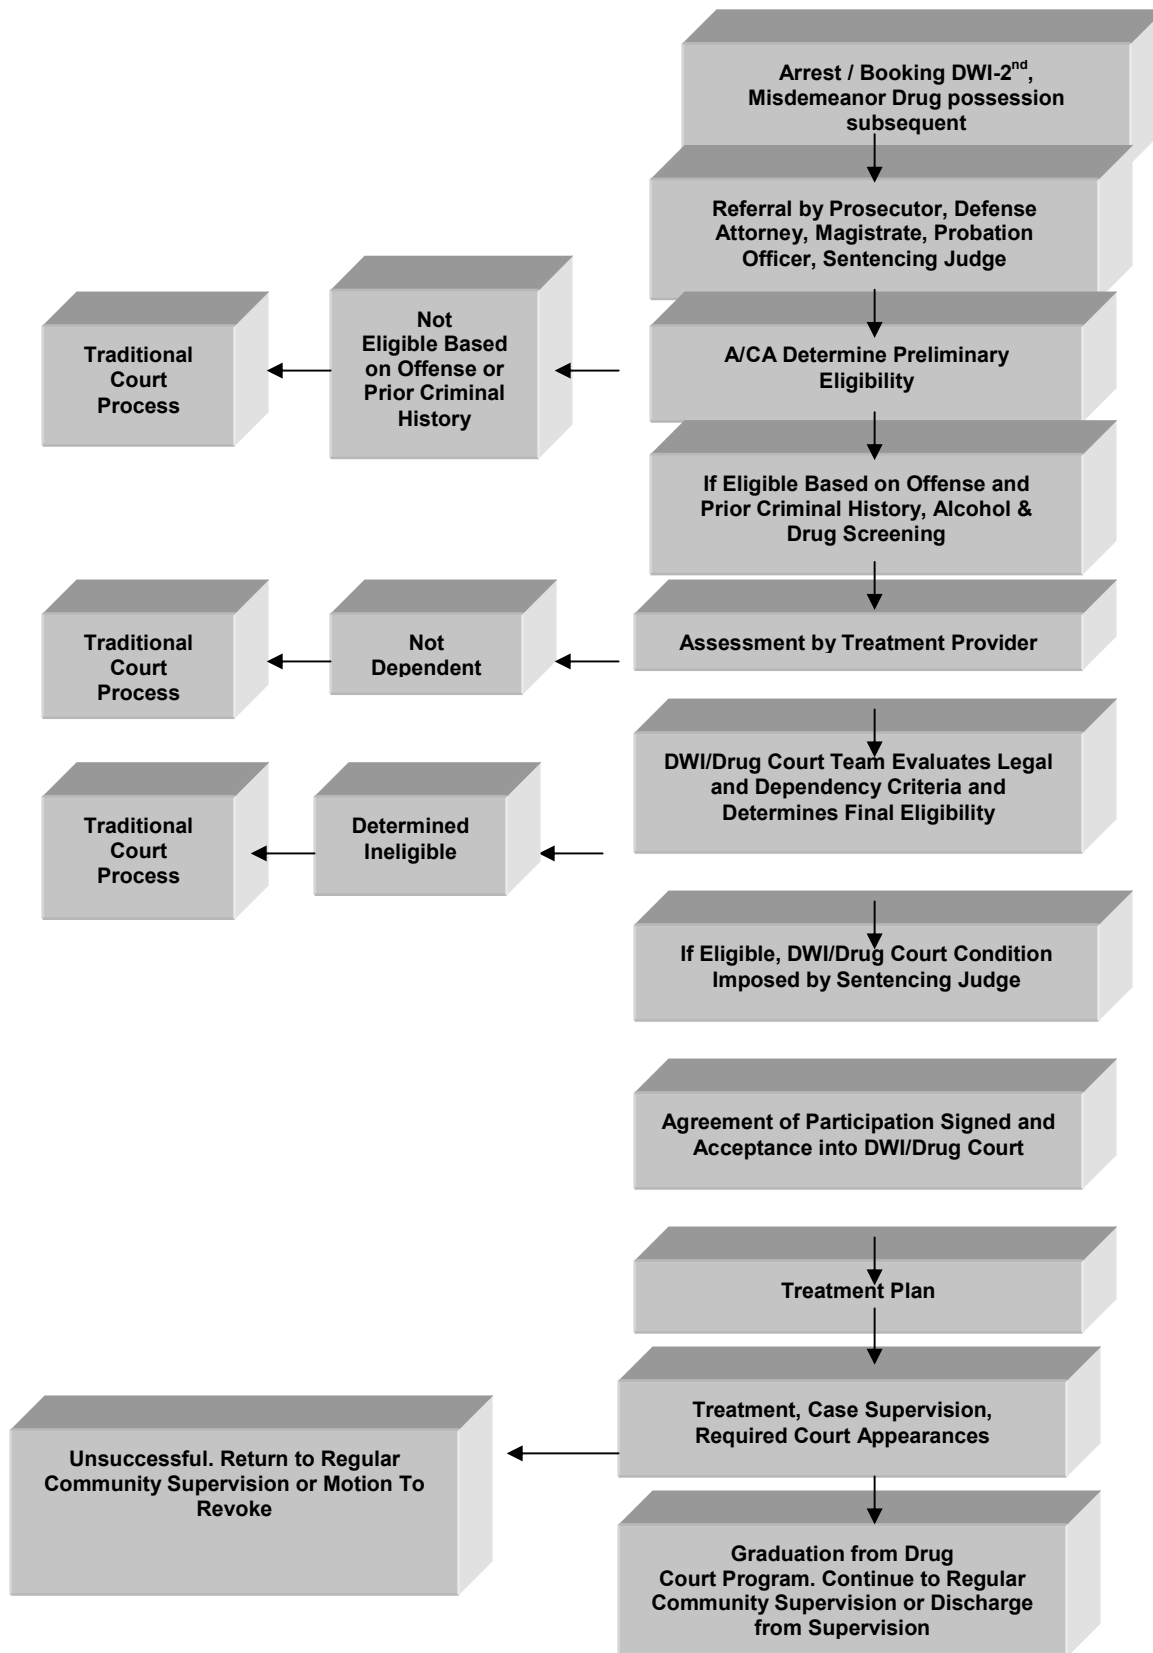 Arrest / Booking DWI-2nd,
Misdemeanor Drug possession
subsequent
Referral by Prosecutor, Defense
Attorney, Magistrate, Probation
Officer, Sentencing Judge
A/CA Determine Preliminary
Eligibility
Not
Eligible Based
on Offense or
Prior Criminal
History
Traditional
Court
Process
If Eligible Based on Offense and
Prior Criminal History, Alcohol &
Drug Screening
Assessment by Treatment Provider
Not
Dependent
Traditional
Court
Process
DWI/Drug Court Team Evaluates Legal
and Dependency Criteria and
Determines Final Eligibility
Determined
Ineligible
Traditional
Court
Process
If Eligible, DWI/Drug Court Condition
Imposed by Sentencing Judge
Agreement of Participation Signed and
Acceptance into DWI/Drug Court
Treatment Plan
Treatment, Case Supervision,
Required Court Appearances
Unsuccessful. Return to Regular
Community Supervision or Motion To
Revoke
Graduation from Drug
Court Program. Continue to Regular
Community Supervision or Discharge
from Supervision